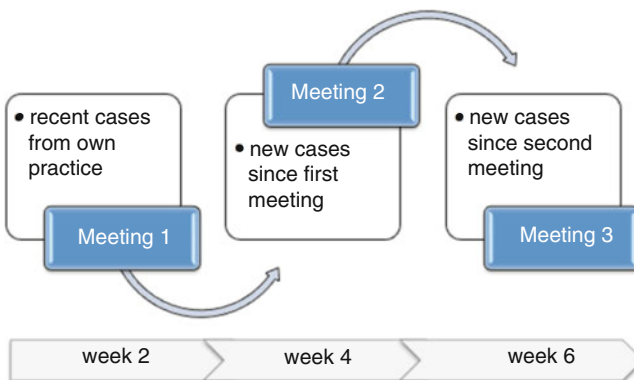 • recent cases
from own
practice
Meeting 1
Meeting 2
• new cases
since first
meeting
• new cases
since second
meeting
Meeting 3
week 2
week 4
week 6